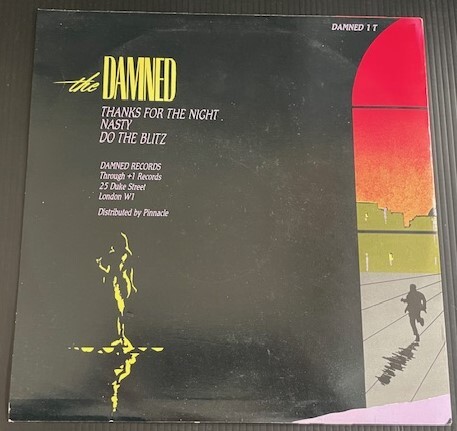 DAMNED 1 T
the DAMNED
THANKS FOR THE NIGHT.
NASTY
DO THE BLITZ
DAMNED RECORDS
Through +1 Records
25 Duke Street
London W1
Distributed by Pinnacle